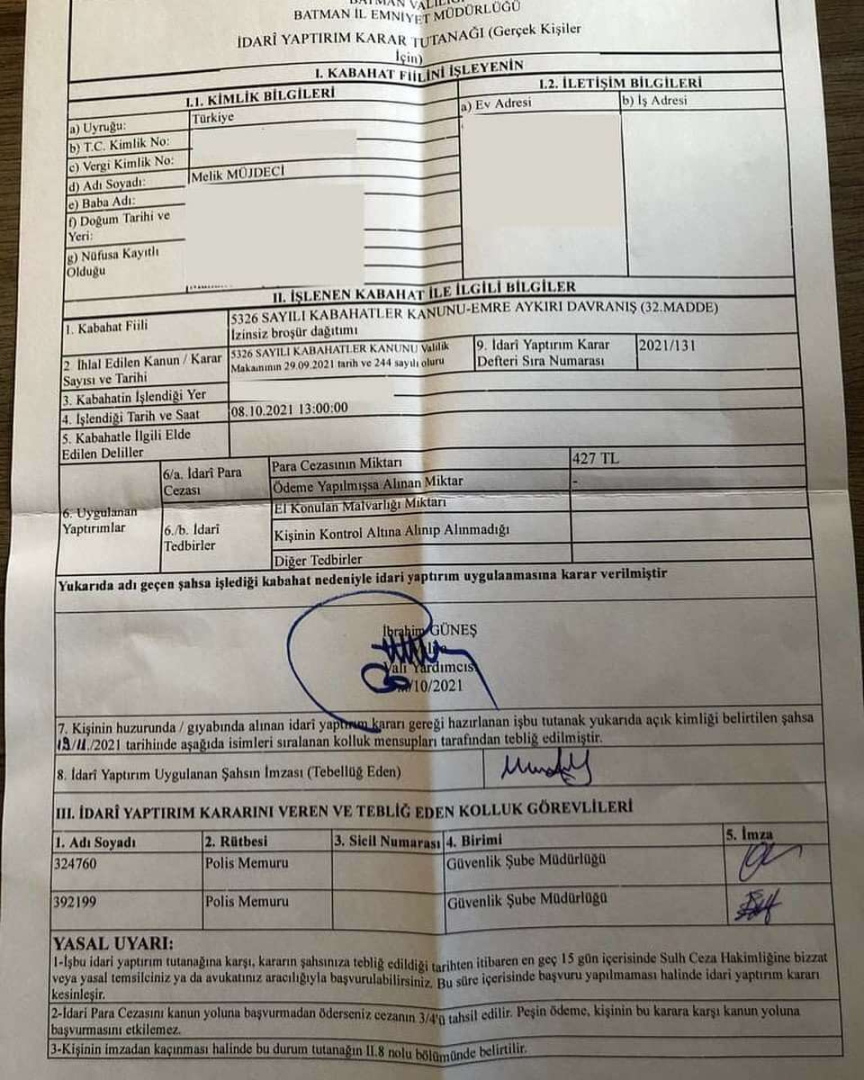 BATMAN VALİLİĞİ
BATMAN İL EMNİYET MÜDÜRLÜĞÜ
İDARÎ YAPTIRIM KARAR TUTANAĞI (Gerçek Kişiler
İçin)
I. KABAHAT FİİLİNİ İŞLEYENİN
I.1. KİMLİK BİLGİLERİ
I.2. İLETİŞİM BİLGİLERİ
a) Uyruğu:
Türkiye
a) Ev Adresi
b) İş Adresi
b) T.C. Kimlik No:
c) Vergi Kimlik No:
d) Adı Soyadı:
Melik MÜJDECİ
e) Baba Adı:
f) Doğum Tarihi ve
Yeri:
g) Nüfusa Kayıtlı
Olduğu
II. İŞLENEN KABAHAT İLE İLGİLİ BİLGİLER
1. Kabahat Fiili
5326 SAYILI KABAHATLER KANUNU-EMRE AYKIRI DAVRANIŞ (32.MADDE)
İzinsiz broşür dağıtımı
2. İhlal Edilen Kanun / Karar
Sayısı ve Tarihi
5326 SAYILI KABAHATLER KANUNU Valilik
Makamının 29.09.2021 tarih ve 244 sayılı oluru
9. İdarî Yaptırım Karar
Defteri Sıra Numarası
2021/131
3. Kabahatin İşlendiği Yer
4. İşlendiği Tarih ve Saat
08.10.2021 13:00:00
5. Kabahatle İlgili Elde
Edilen Deliller
6. Uygulanan
Yaptırımlar
6/a. İdarî Para
Cezası
Para Cezasının Miktarı
427 TL
Ödeme Yapılmışsa Alınan Miktar
-
6./b. İdarî
Tedbirler
El Konulan Malvarlığı Miktarı
Kişinin Kontrol Altına Alınıp Alınmadığı
Diğer Tedbirler
Yukarıda adı geçen şahsa işlediği kabahat nedeniyle idari yaptırım uygulanmasına karar verilmiştir
İbrahim GÜNEŞ
Vali Yardımcısı
/10/2021
7. Kişinin huzurunda / gıyabında alınan idarî yaptırım kararı gereği hazırlanan işbu tutanak yukarıda açık kimliği belirtilen şahsa
19/11./2021 tarihinde aşağıda isimleri sıralanan kolluk mensupları tarafından tebliğ edilmiştir.
8. İdarî Yaptırım Uygulanan Şahsın İmzası (Tebellüğ Eden)
III. İDARÎ YAPTIRIM KARARINI VEREN VE TEBLİĞ EDEN KOLLUK GÖREVLİLERİ
1. Adı Soyadı
2. Rütbesi
3. Sicil Numarası
4. Birimi
5. İmza
324760
Polis Memuru
Güvenlik Şube Müdürlüğü
392199
Polis Memuru
Güvenlik Şube Müdürlüğü
YASAL UYARI:
1-İşbu idari yaptırım tutanağına karşı, kararın şahsınıza tebliğ edildiği tarihten itibaren en geç 15 gün içerisinde Sulh Ceza Hakimliğine bizzat
veya yasal temsilciniz ya da avukatınız aracılığıyla başvurulabilirsiniz. Bu süre içerisinde başvuru yapılmaması halinde idari yaptırım kararı
kesinleşir.
2-İdari Para Cezasını kanun yoluna başvurmadan öderseniz cezanın 3/4'ü tahsil edilir. Peşin ödeme, kişinin bu karara karşı kanun yoluna
başvurmasını etkilemez.
3-Kişinin imzadan kaçınması halinde bu durum tutanağın II.8 nolu bölümünde belirtilir.